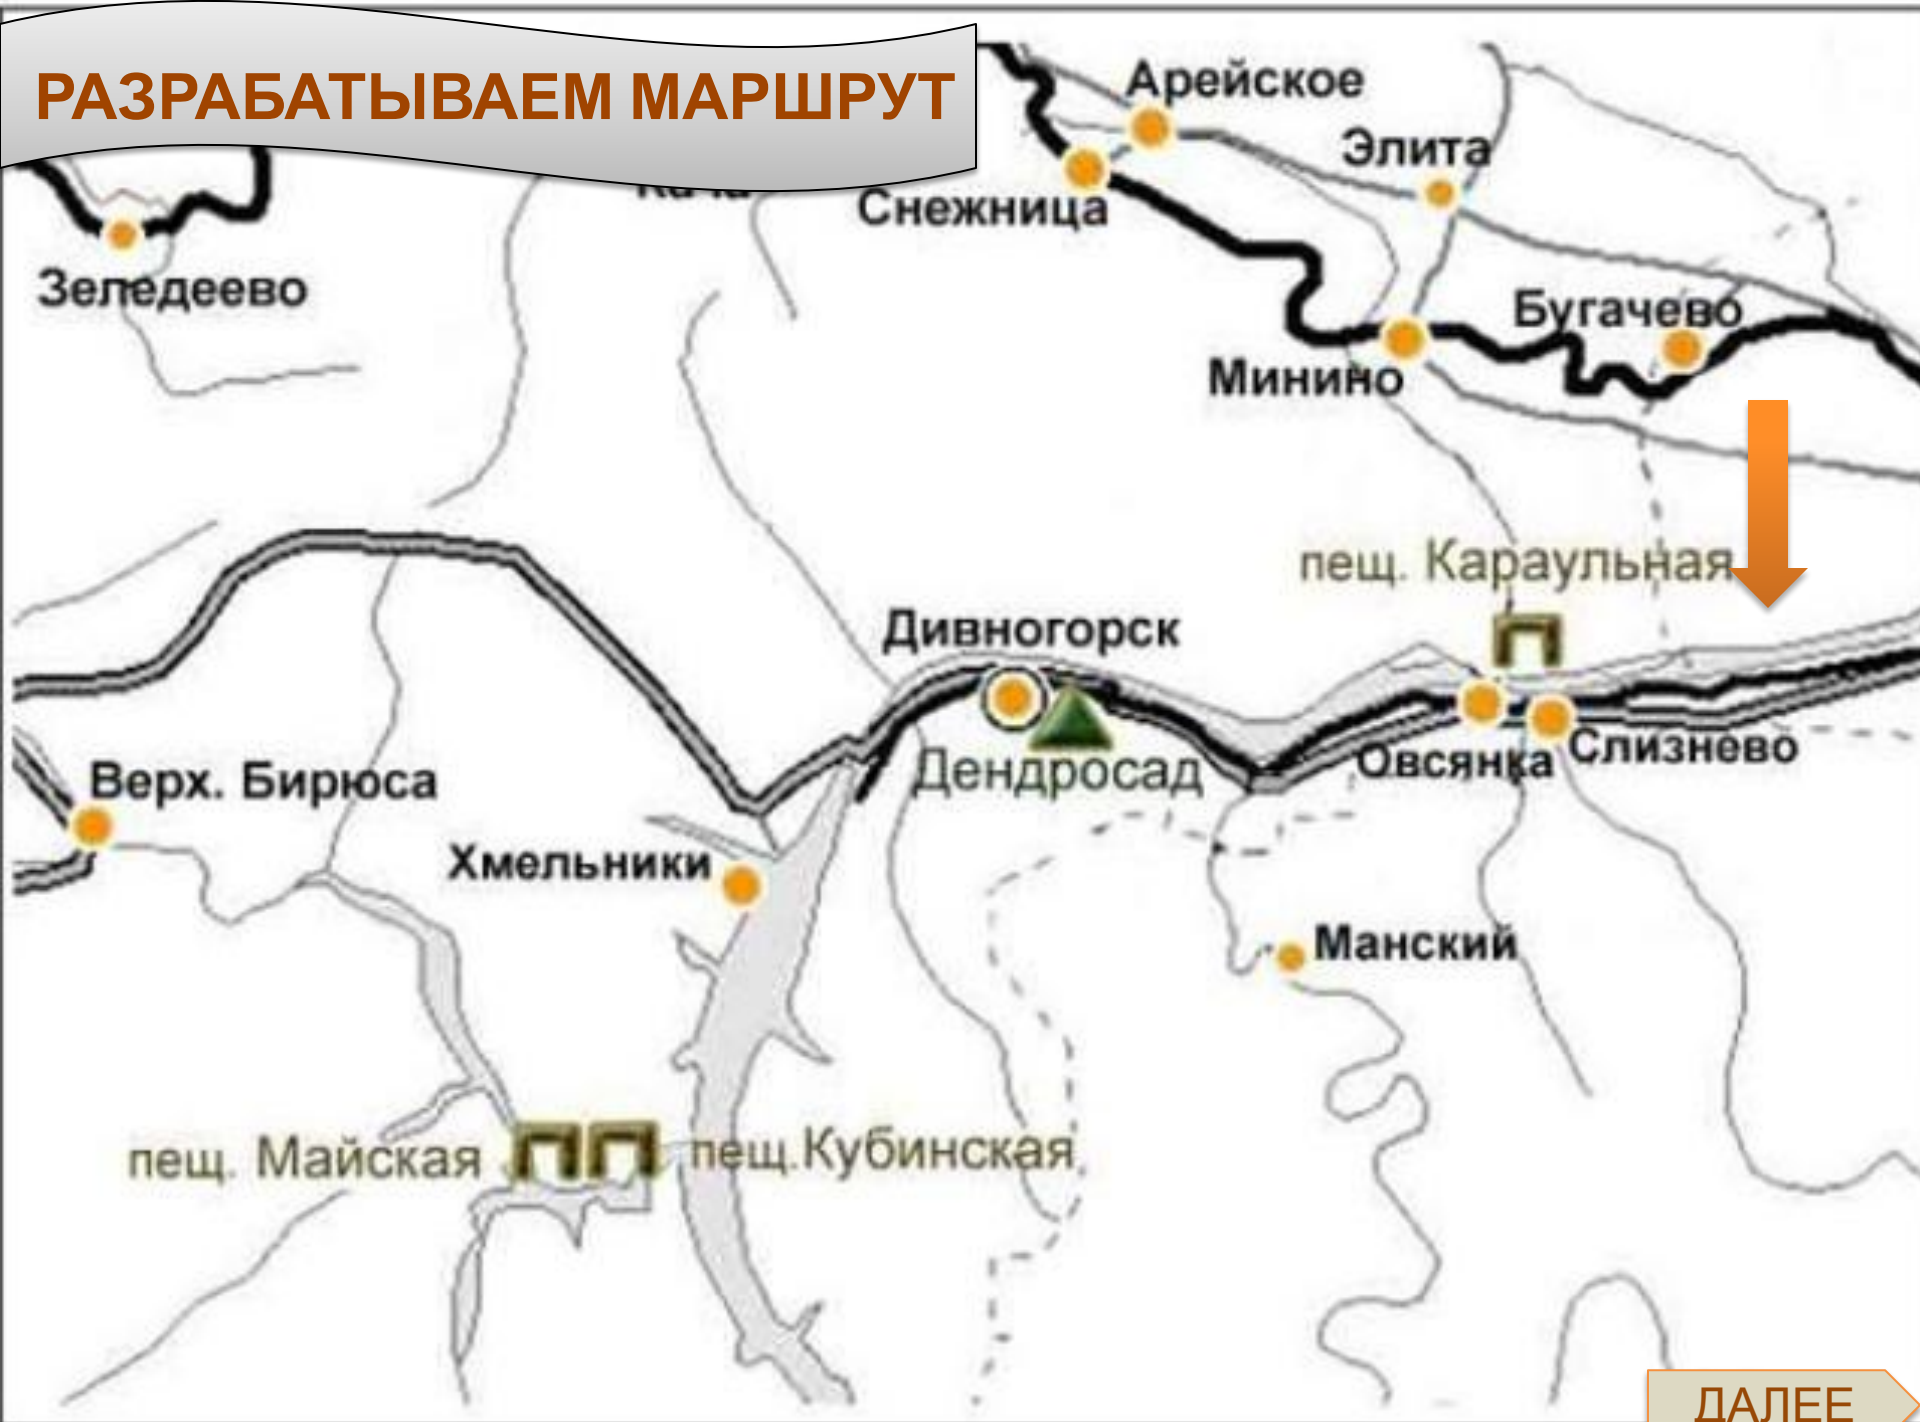 РАЗРАБАТЫВАЕМ МАРШРУТ
Арейское
Элита
Снежница
Зеледеево
Бугачево
Минино
пещ. Караульная
Дивногорск
Дендросад
Овсянка
Слизнево
Верх. Бирюса
Хмельники
Манский
пещ. Майская
пещ.Кубинская
ДАЛЕЕ